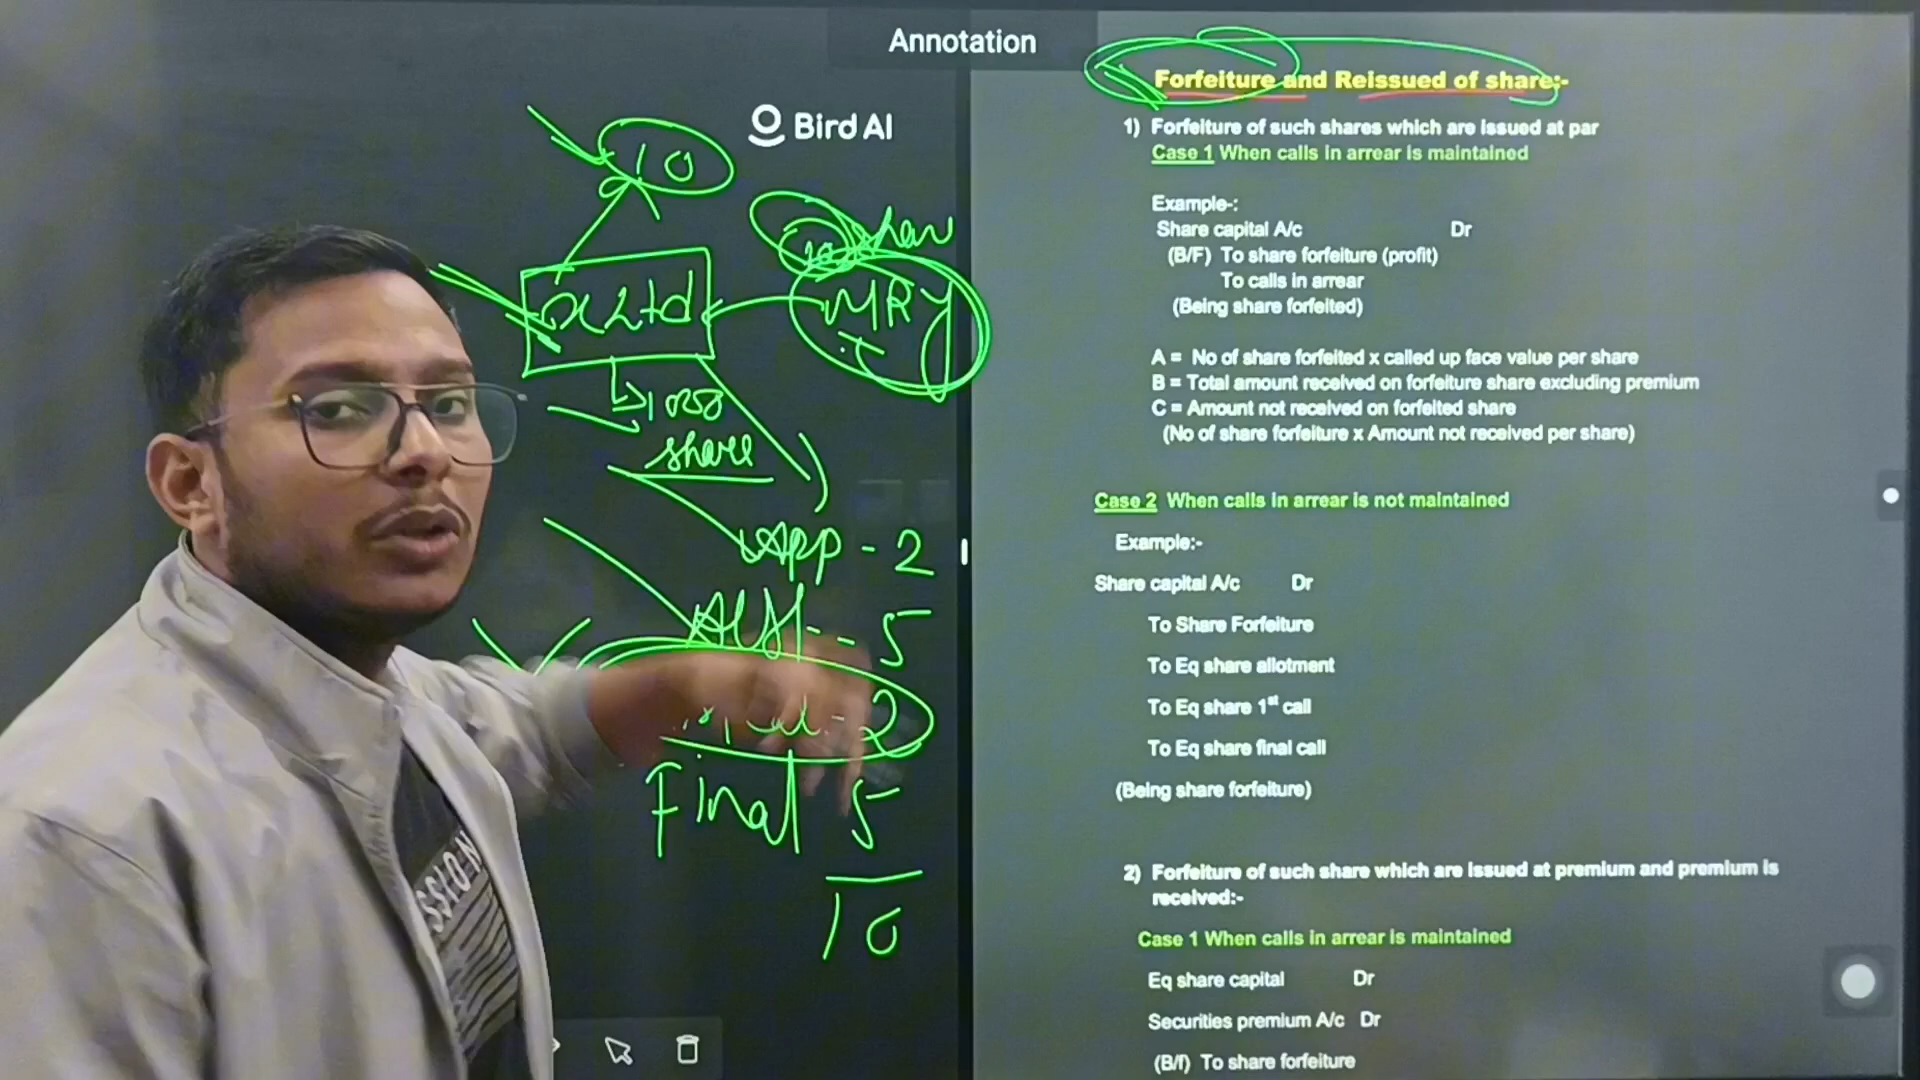 Annotation
Bird AI
10
x Ltd
share
1000
share
App - 2
5
2
Final 5
10
Forfeiture and Reissued of share:-
1) Forfeiture of such shares which are issued at par
Case 1 When calls in arrear is maintained
Example-:
Share capital A/c Dr
(B/F) To share forfeiture (profit)
To calls in arrear
(Being share forfeited)
A = No of share forfeited x called up face value per share
B = Total amount received on forfeiture share excluding premium
C = Amount not received on forfeited share
(No of share forfeiture x Amount not received per share)
Case 2 When calls in arrear is not maintained
Example:-
Share capital A/c Dr
To Share Forfeiture
To Eq share allotment
To Eq share 1st call
To Eq share final call
(Being share forfeiture)
2) Forfeiture of such share which are issued at premium and premium is
received:-
Case 1 When calls in arrear is maintained
Eq share capital Dr
Securities premium A/c Dr
(B/f) To share forfeiture